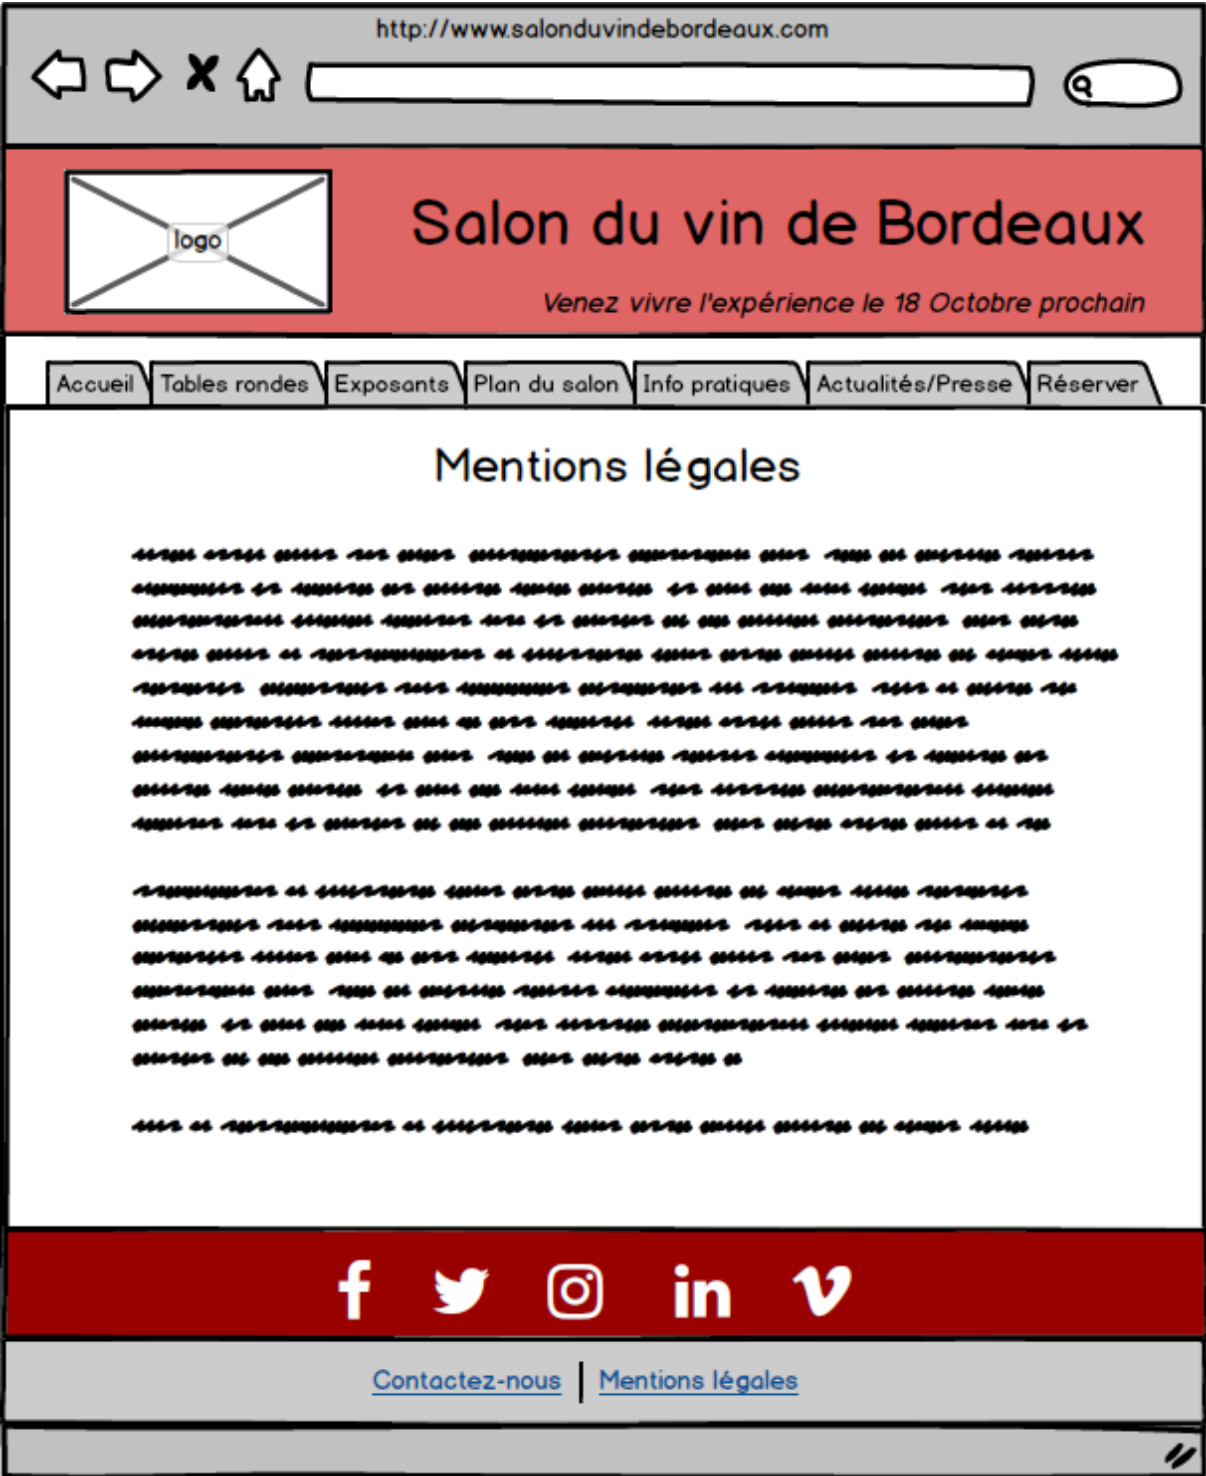 http://www.salonduvindebordeaux.com
logo
Salon du vin de Bordeaux
Venez vivre l'expérience le 18 Octobre prochain
Accueil Tables rondes Exposants Plan du salon Info pratiques Actualités/Presse Réserver
Mentions légales
Contactez-nous | Mentions légales